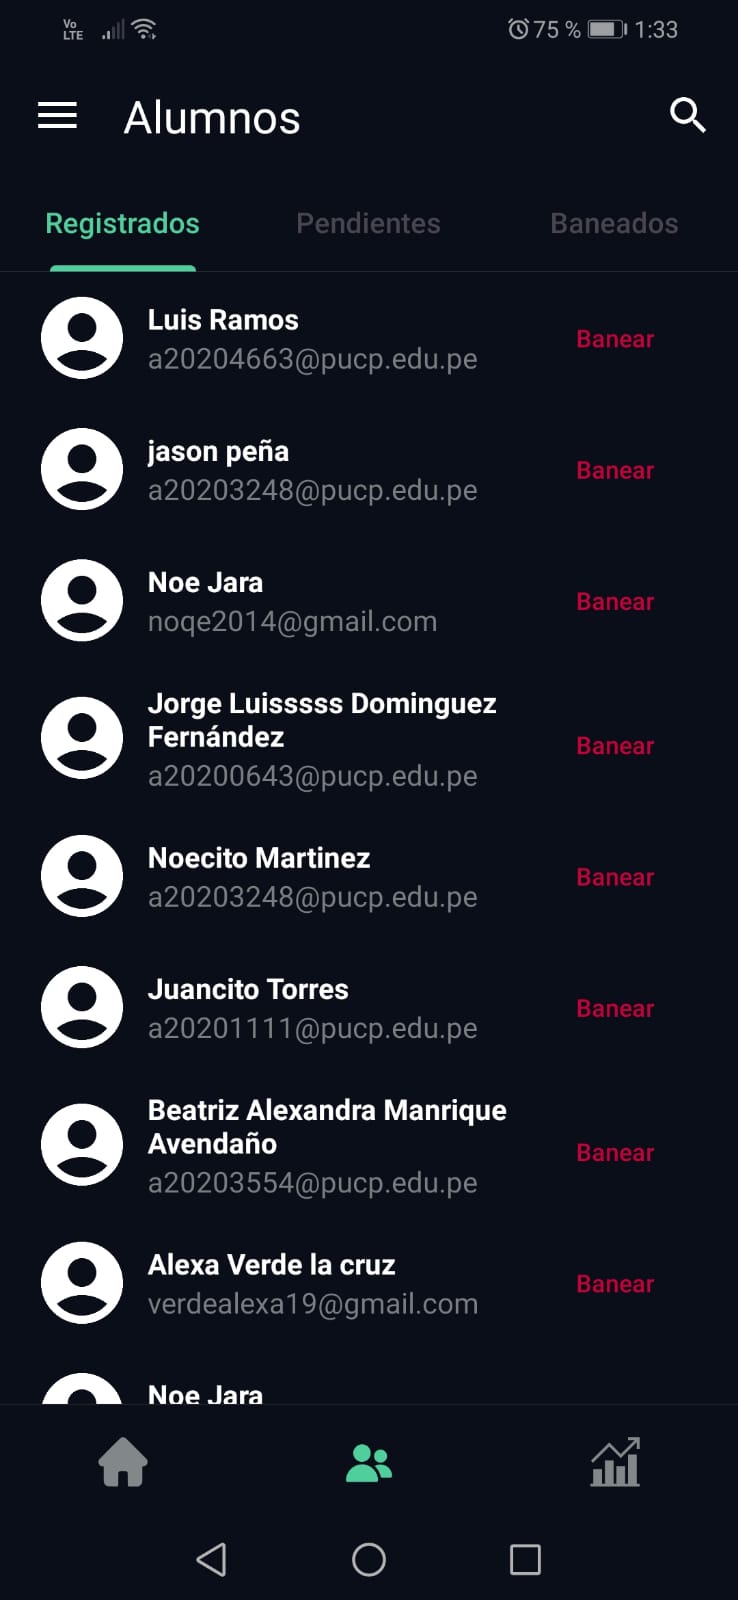 Vo
LTE
75 %
1:33
Alumnos
Registrados
Pendientes
Baneados
Luis Ramos
a20204663@pucp.edu.pe
Banear
jason peña
a20203248@pucp.edu.pe
Banear
Noe Jara
noqe2014@gmail.com
Banear
Jorge Luisssss Dominguez
Fernández
a20200643@pucp.edu.pe
Banear
Noecito Martinez
a20203248@pucp.edu.pe
Banear
Juancito Torres
a20201111@pucp.edu.pe
Banear
Beatriz Alexandra Manrique
Avendaño
a20203554@pucp.edu.pe
Banear
Alexa Verde la cruz
verdealexa19@gmail.com
Banear
Noe Jara